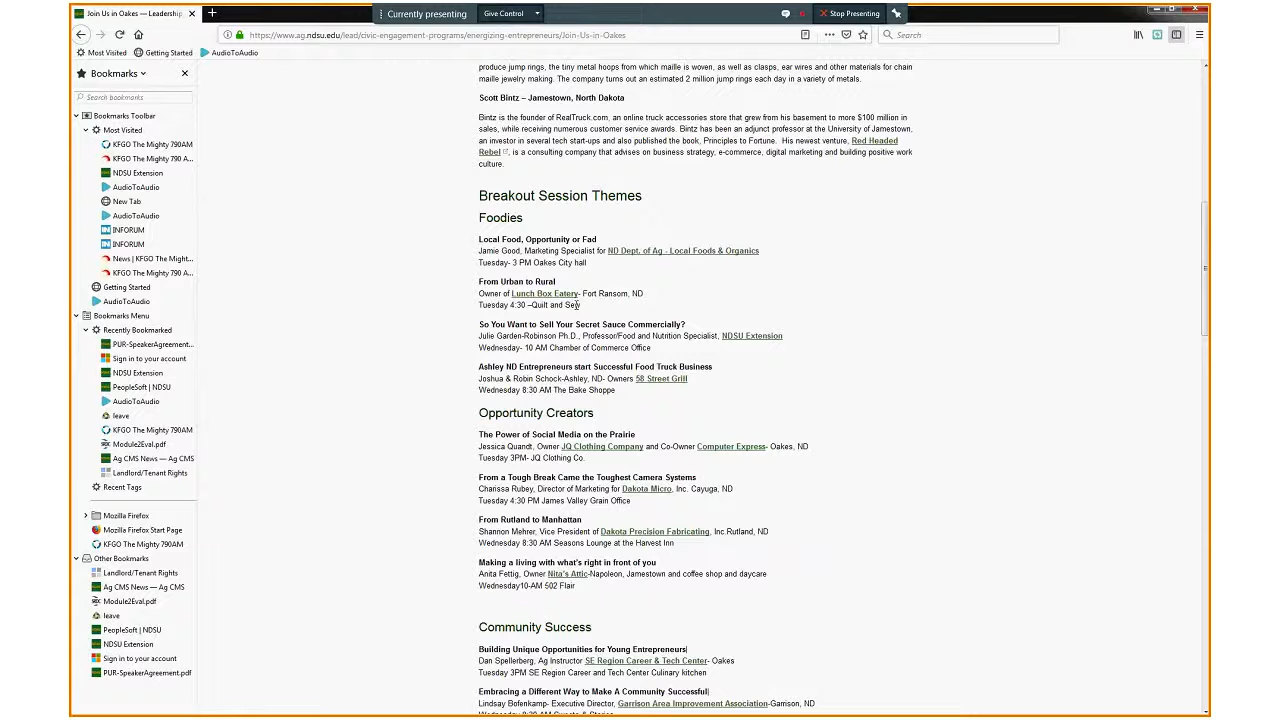 Join Us in Oakes — Leadership
Currently presenting
Give Control
Stop Presenting
https://www.ag.ndsu.edu/lead/civic-engagement-programs/energizing-entrepreneurs/Join-Us-in-Oakes
Search
Most Visited
Getting Started
AudioToAudio
Bookmarks
Search bookmarks
Bookmarks Toolbar
Most Visited
KFGO The Mighty 790AM
KFGO The Mighty 790 A...
NDSU Extension
AudioToAudio
New Tab
AudioToAudio
INFORUM
INFORUM
News | KFGO The Might...
KFGO The Mighty 790 A...
Getting Started
AudioToAudio
Bookmarks Menu
Recently Bookmarked
PUR-SpeakerAgreement...
Sign in to your account
NDSU Extension
PeopleSoft | NDSU
AudioToAudio
leave
KFGO The Mighty 790AM
Module2Eval.pdf
Ag CMS News — Ag CMS
Landlord/Tenant Rights
Recent Tags
Mozilla Firefox
Mozilla Firefox Start Page
KFGO The Mighty 790AM
Other Bookmarks
Landlord/Tenant Rights
Ag CMS News — Ag CMS
Module2Eval.pdf
leave
PeopleSoft | NDSU
NDSU Extension
Sign in to your account
PUR-SpeakerAgreement.pdf
produce jump rings, the tiny metal hoops from which maille is woven, as well as clasps, ear wires and other materials for chain
maille jewelry making. The company turns out an estimated 2 million jump rings each day in a variety of metals.
Scott Bintz – Jamestown, North Dakota
Bintz is the founder of RealTruck.com, an online truck accessories store that grew from his basement to more $100 million in
sales, while receiving numerous customer service awards. Bintz has been an adjunct professor at the University of Jamestown,
an investor in several tech start-ups and also published the book, Principles to Fortune. His newest venture, Red Headed
Rebel , is a consulting company that advises on business strategy, e-commerce, digital marketing and building positive work
culture.
Breakout Session Themes
Foodies
Local Food, Opportunity or Fad
Jamie Good, Marketing Specialist for ND Dept. of Ag - Local Foods & Organics
Tuesday- 3 PM Oakes City hall
From Urban to Rural
Owner of Lunch Box Eatery- Fort Ransom, ND
Tuesday 4:30 –Quilt and Sew
So You Want to Sell Your Secret Sauce Commercially?
Julie Garden-Robinson Ph.D., Professor/Food and Nutrition Specialist, NDSU Extension
Wednesday- 10 AM Chamber of Commerce Office
Ashley ND Entrepreneurs start Successful Food Truck Business
Joshua & Robin Schock-Ashley, ND- Owners 58 Street Grill
Wednesday 8:30 AM The Bake Shoppe
Opportunity Creators
The Power of Social Media on the Prairie
Jessica Quandt, Owner JQ Clothing Company and Co-Owner Computer Express- Oakes, ND
Tuesday 3PM- JQ Clothing Co.
From a Tough Break Came the Toughest Camera Systems
Charissa Rubey, Director of Marketing for Dakota Micro, Inc. Cayuga, ND
Tuesday 4:30 PM James Valley Grain Office
From Rutland to Manhattan
Shannon Mehrer, Vice President of Dakota Precision Fabricating, Inc.Rutland, ND
Wednesday 8:30 AM Seasons Lounge at the Harvest Inn
Making a living with what's right in front of you
Anita Fettig, Owner Nita's Attic-Napoleon, Jamestown and coffee shop and daycare
Wednesday10-AM 502 Flair
Community Success
Building Unique Opportunities for Young Entrepreneurs|
Dan Spellerberg, Ag Instructor SE Region Career & Tech Center- Oakes
Tuesday 3PM SE Region Career and Tech Center Culinary kitchen
Embracing a Different Way to Make A Community Successful|
Lindsay Bofenkamp- Executive Director, Garrison Area Improvement Association-Garrison, ND